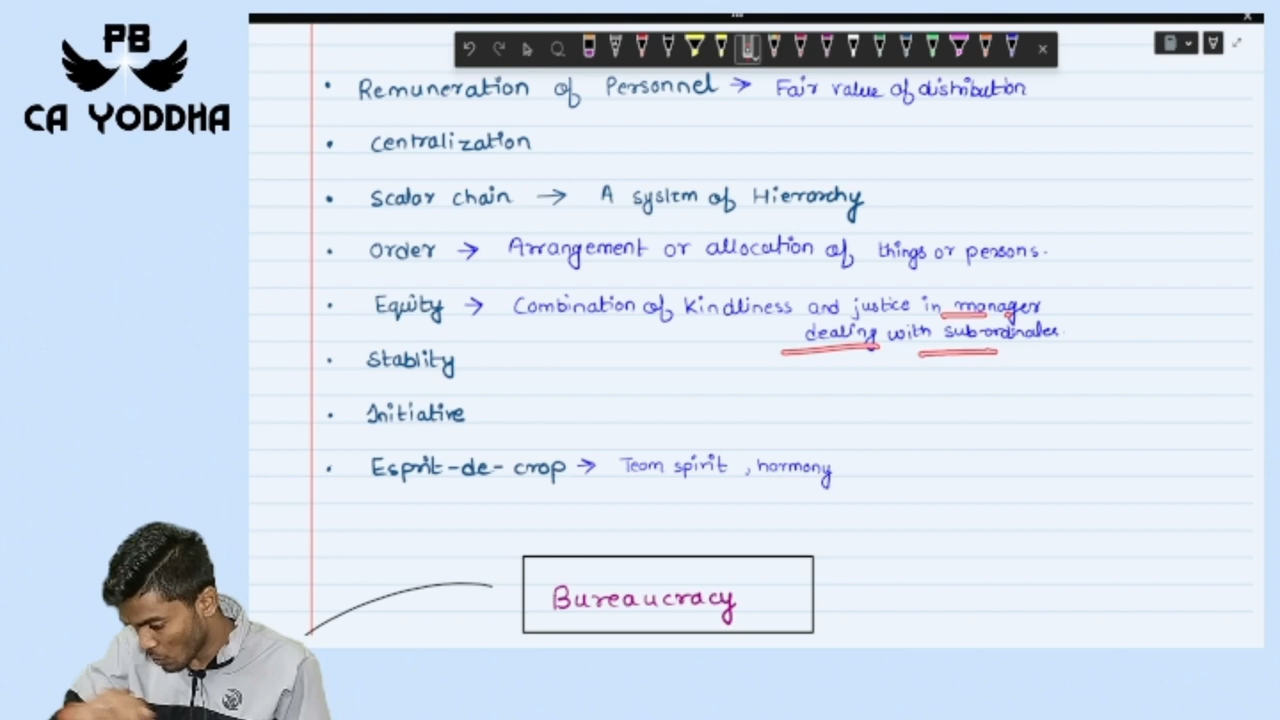 PB
CA YODDHA
• Remuneration of Personnel → Fair value of distribution
• Centralization
• Scalar chain → A system of Hierarchy
• Order → Arrangement or allocation of things or persons.
• Equity → Combination of kindliness and justice in manager
dealing with sub-ordinates.
• Stablity
• Initiative
• Esprit-de-crop → Team spirit, harmony
Bureaucracy